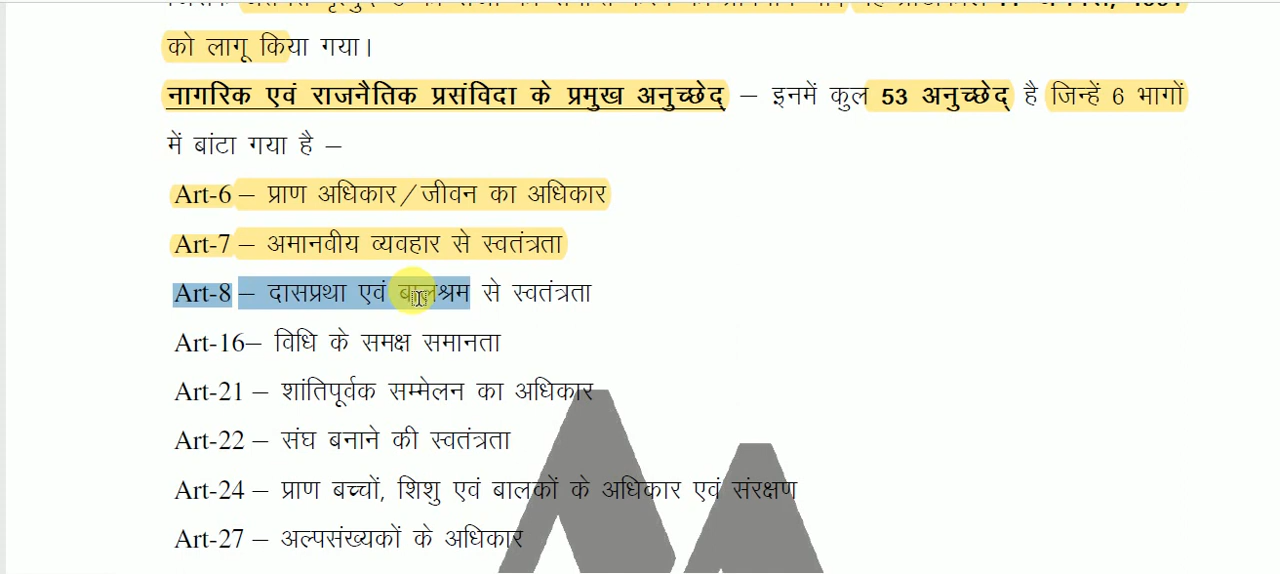 को लागू किया गया।
नागरिक एवं राजनैतिक प्रसंविदा के प्रमुख अनुच्छेद् – इनमें कुल 53 अनुच्छेद् है जिन्हें 6 भागों
में बांटा गया है –
Art-6 – प्राण अधिकार/जीवन का अधिकार
Art-7 – अमानवीय व्यवहार से स्वतंत्रता
Art-8 – दासप्रथा एवं बालश्रम से स्वतंत्रता
Art-16– विधि के समक्ष समानता
Art-21 – शांतिपूर्वक सम्मेलन का अधिकार
Art-22 – संघ बनाने की स्वतंत्रता
Art-24 – प्राण बच्चों, शिशु एवं बालकों के अधिकार एवं संरक्षण
Art-27 – अल्पसंख्यकों के अधिकार